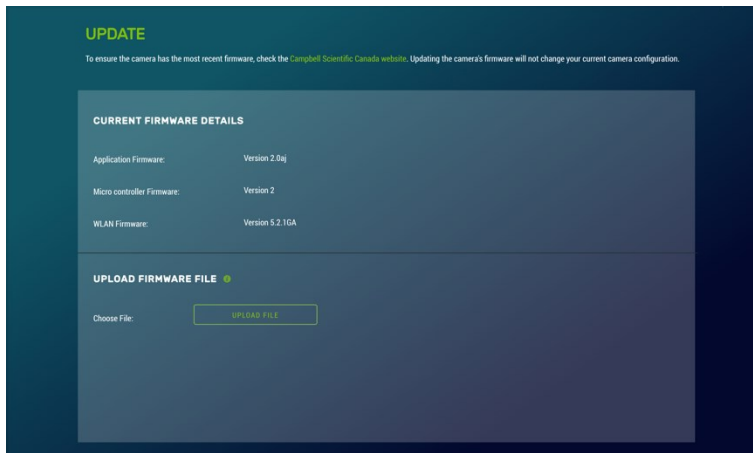 UPDATE
To ensure the camera has the most recent firmware, check the Campbell Scientific Canada website. Updating the camera's firmware will not change your current camera configuration.
CURRENT FIRMWARE DETAILS
Application Firmware: Version 2.0aj
Micro controller Firmware: Version 2
WLAN Firmware: Version 5.2.1GA
UPLOAD FIRMWARE FILE
Choose File: UPLOAD FILE